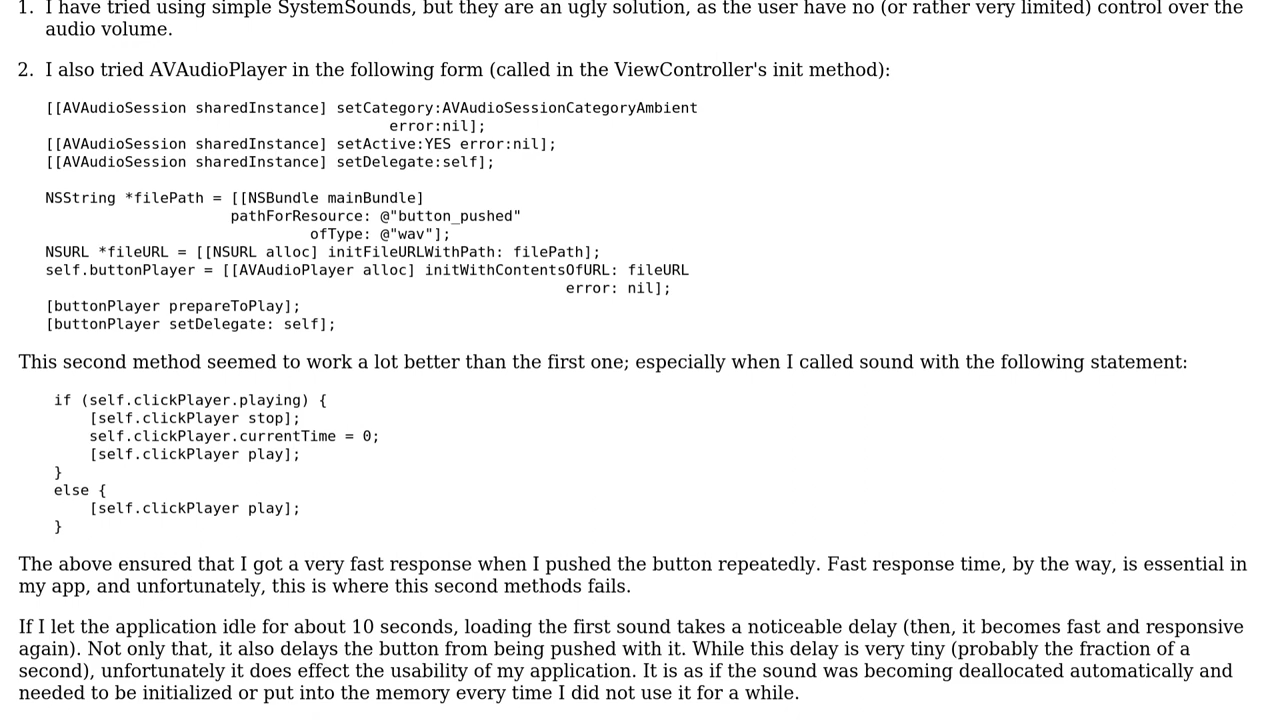 1. I have tried using simple SystemSounds, but they are an ugly solution, as the user have no (or rather very limited) control over the
audio volume.
2. I also tried AVAudioPlayer in the following form (called in the ViewController's init method):
[[AVAudioSession sharedInstance] setCategory:AVAudioSessionCategoryAmbient
error:nil];
[[AVAudioSession sharedInstance] setActive:YES error:nil];
[[AVAudioSession sharedInstance] setDelegate:self];
NSString *filePath = [[NSBundle mainBundle]
pathForResource: @"button_pushed"
ofType: @"wav"];
NSURL *fileURL = [[NSURL alloc] initFileURLWithPath: filePath];
self.buttonPlayer = [[AVAudioPlayer alloc] initWithContentsOfURL: fileURL
error: nil];
[buttonPlayer prepareToPlay];
[buttonPlayer setDelegate: self];
This second method seemed to work a lot better than the first one; especially when I called sound with the following statement:
if (self.clickPlayer.playing) {
[self.clickPlayer stop];
self.clickPlayer.currentTime = 0;
[self.clickPlayer play];
}
else {
[self.clickPlayer play];
}
The above ensured that I got a very fast response when I pushed the button repeatedly. Fast response time, by the way, is essential in
my app, and unfortunately, this is where this second methods fails.
If I let the application idle for about 10 seconds, loading the first sound takes a noticeable delay (then, it becomes fast and responsive
again). Not only that, it also delays the button from being pushed with it. While this delay is very tiny (probably the fraction of a
second), unfortunately it does effect the usability of my application. It is as if the sound was becoming deallocated automatically and
needed to be initialized or put into the memory every time I did not use it for a while.